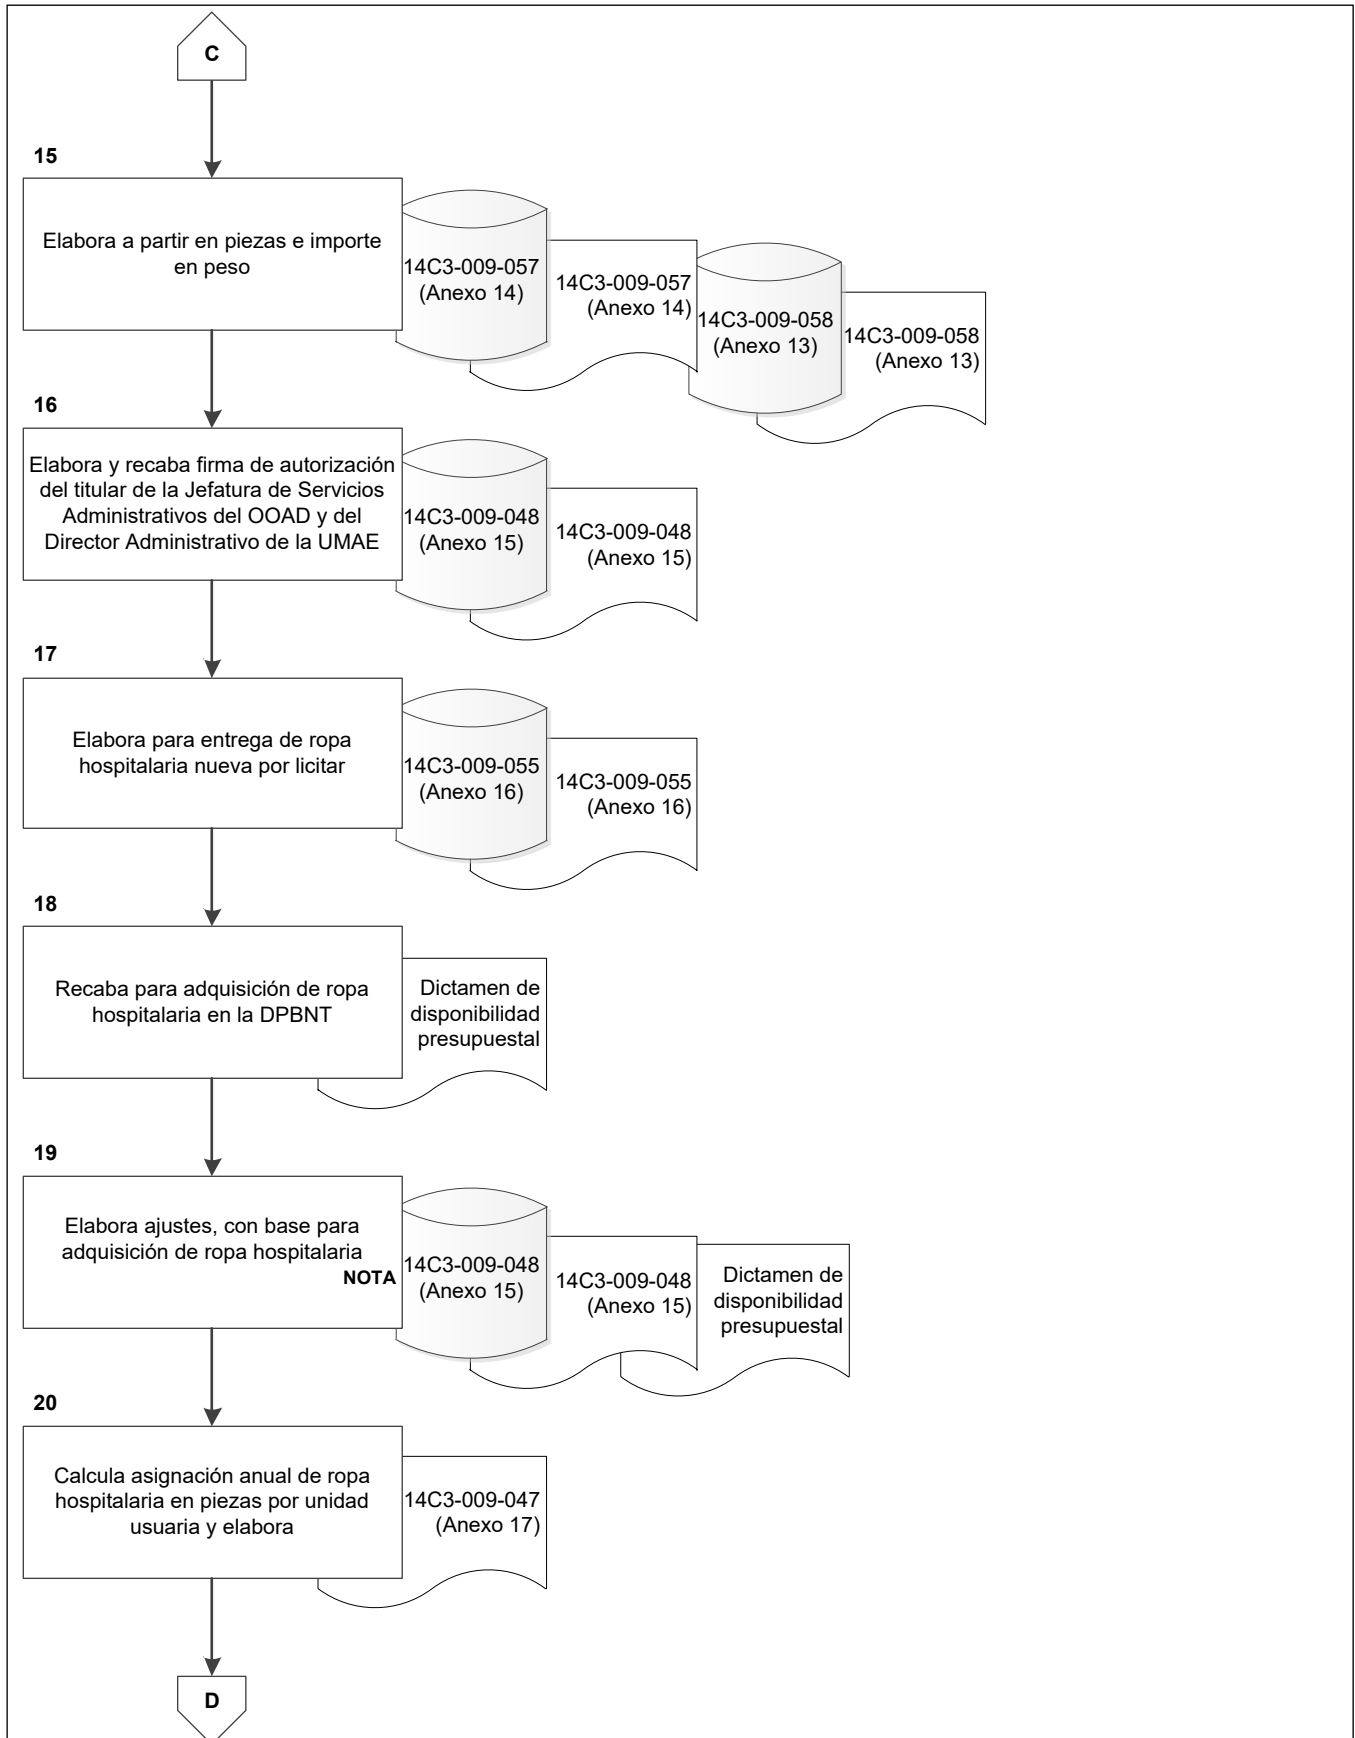 C
15
Elabora a partir en piezas e importe
en peso
14C3-009-057
(Anexo 14)
14C3-009-057
(Anexo 14)
14C3-009-058
(Anexo 13)
14C3-009-058
(Anexo 13)
16
Elabora y recaba firma de autorización
del titular de la Jefatura de Servicios
Administrativos del OOAD y del
Director Administrativo de la UMAE
14C3-009-048
(Anexo 15)
14C3-009-048
(Anexo 15)
17
Elabora para entrega de ropa
hospitalaria nueva por licitar
14C3-009-055
(Anexo 16)
14C3-009-055
(Anexo 16)
18
Recaba para adquisición de ropa
hospitalaria en la DPBNT
Dictamen de
disponibilidad
presupuestal
19
Elabora ajustes, con base para
adquisición de ropa hospitalaria
NOTA
14C3-009-048
(Anexo 15)
14C3-009-048
(Anexo 15)
Dictamen de
disponibilidad
presupuestal
20
Calcula asignación anual de ropa
hospitalaria en piezas por unidad
usuaria y elabora
14C3-009-047
(Anexo 17)
D